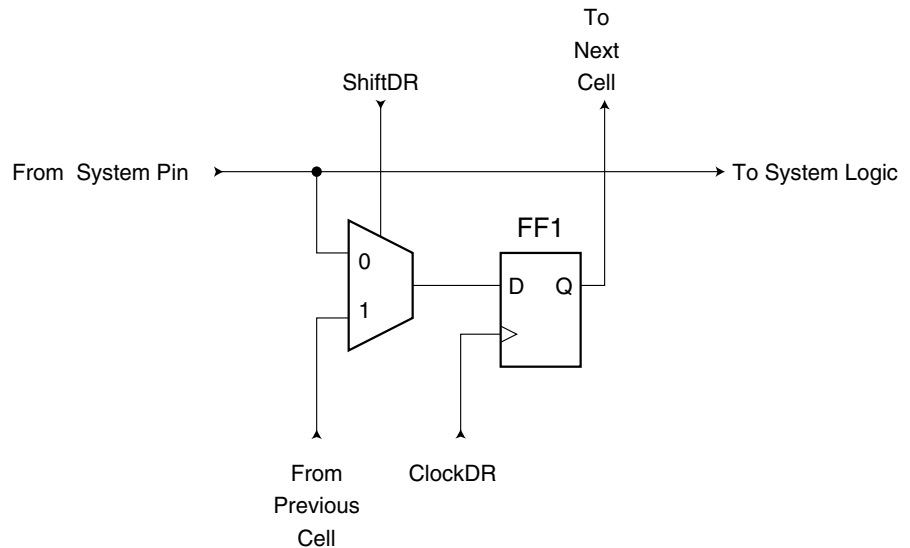 To
Next
Cell
ShiftDR
From System Pin
To System Logic
FF1
0
D Q
1
From
Previous
Cell
ClockDR